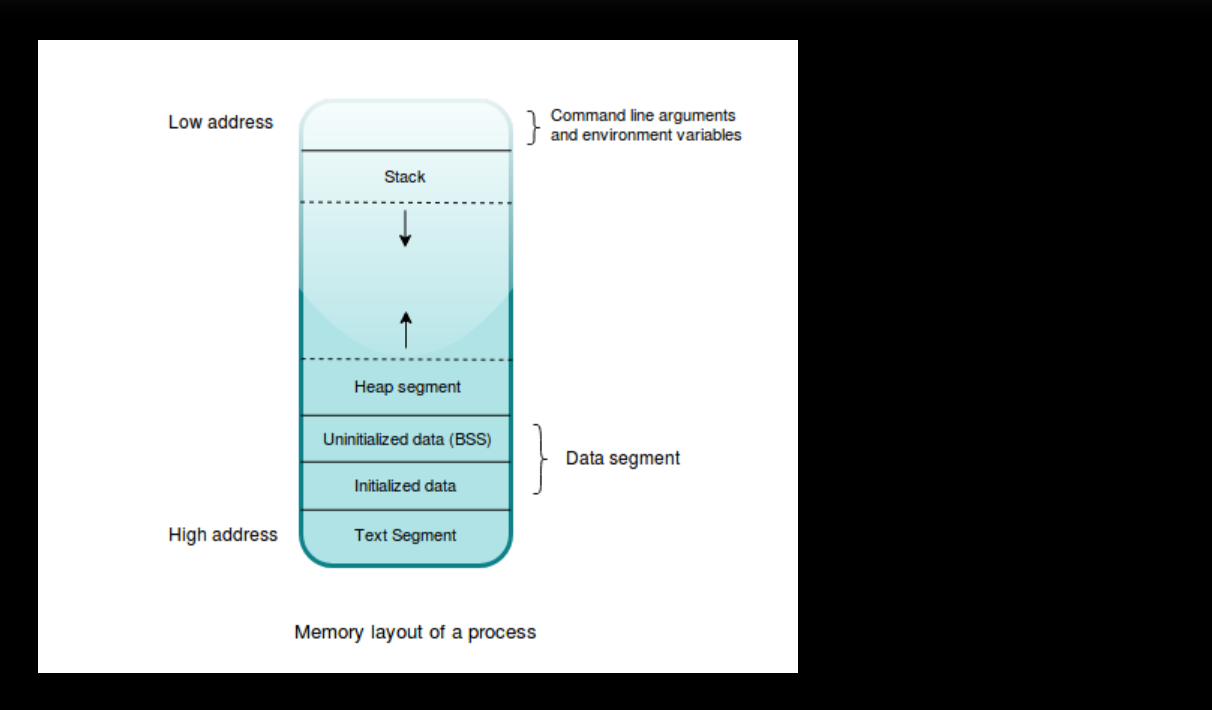 Low address
Command line arguments
and environment variables
Stack
Heap segment
Uninitialized data (BSS)
Data segment
Initialized data
High address
Text Segment
Memory layout of a process